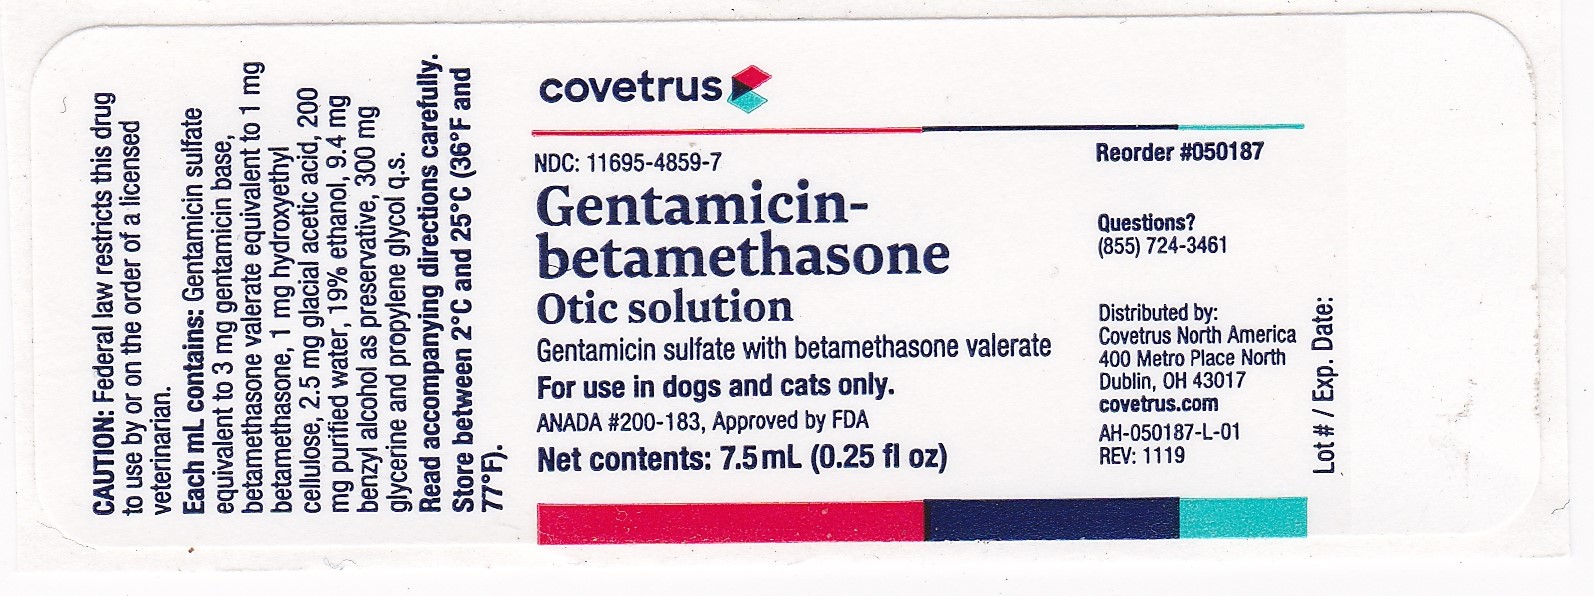 CAUTION: Federal law restricts this drug
to use by or on the order of a licensed
veterinarian.
Each mL contains: Gentamicin sulfate
equivalent to 3 mg gentamicin base,
betamethasone valerate equivalent to 1 mg
betamethasone, 1 mg hydroxyethyl
cellulose, 2.5 mg glacial acetic acid, 200
mg purified water, 19% ethanol, 9.4 mg
benzyl alcohol as preservative, 300 mg
glycerine and propylene glycol q.s.
Read accompanying directions carefully.
Store between 2°C and 25°C (36°F and
77°F).
covetrus
NDC: 11695-4859-7
Gentamicin-
betamethasone
Otic solution
Gentamicin sulfate with betamethasone valerate
For use in dogs and cats only.
ANADA #200-183, Approved by FDA
Net contents: 7.5 mL (0.25 fl oz)
Reorder #050187
Questions?
(855) 724-3461
Distributed by:
Covetrus North America
400 Metro Place North
Dublin, OH 43017
covetrus.com
AH-050187-L-01
REV: 1119
Lot # / Exp. Date: